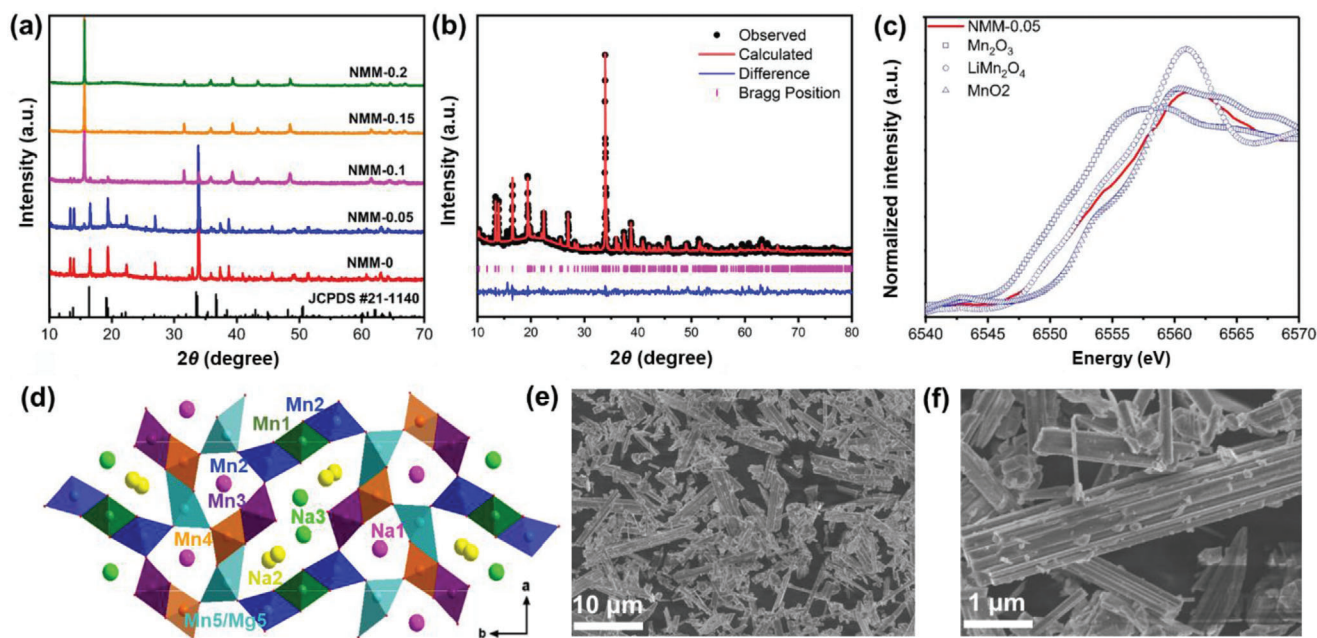 (a)
NMM-0.2
NMM-0.15
NMM-0.1
NMM-0.05
NMM-0
JCPDS #21-1140
Intensity (a.u.)
10 20 30 40 50 60 70
2θ (degree)
(b)
Observed
Calculated
Difference
Bragg Position
Intensity (a.u.)
10 20 30 40 50 60 70 80
2θ (degree)
(c)
NMM-0.05
Mn₂O₃
LiMn₂O₄
MnO2
Normalized intensity (a.u.)
6540 6545 6550 6555 6560 6565 6570
Energy (eV)
(d)
Mn2
Mn1
Mn2
Mn3
Na3
Mn4
Na1
Na2
Mn5/Mg5
a
b
(e)
10 μm
(f)
1 μm